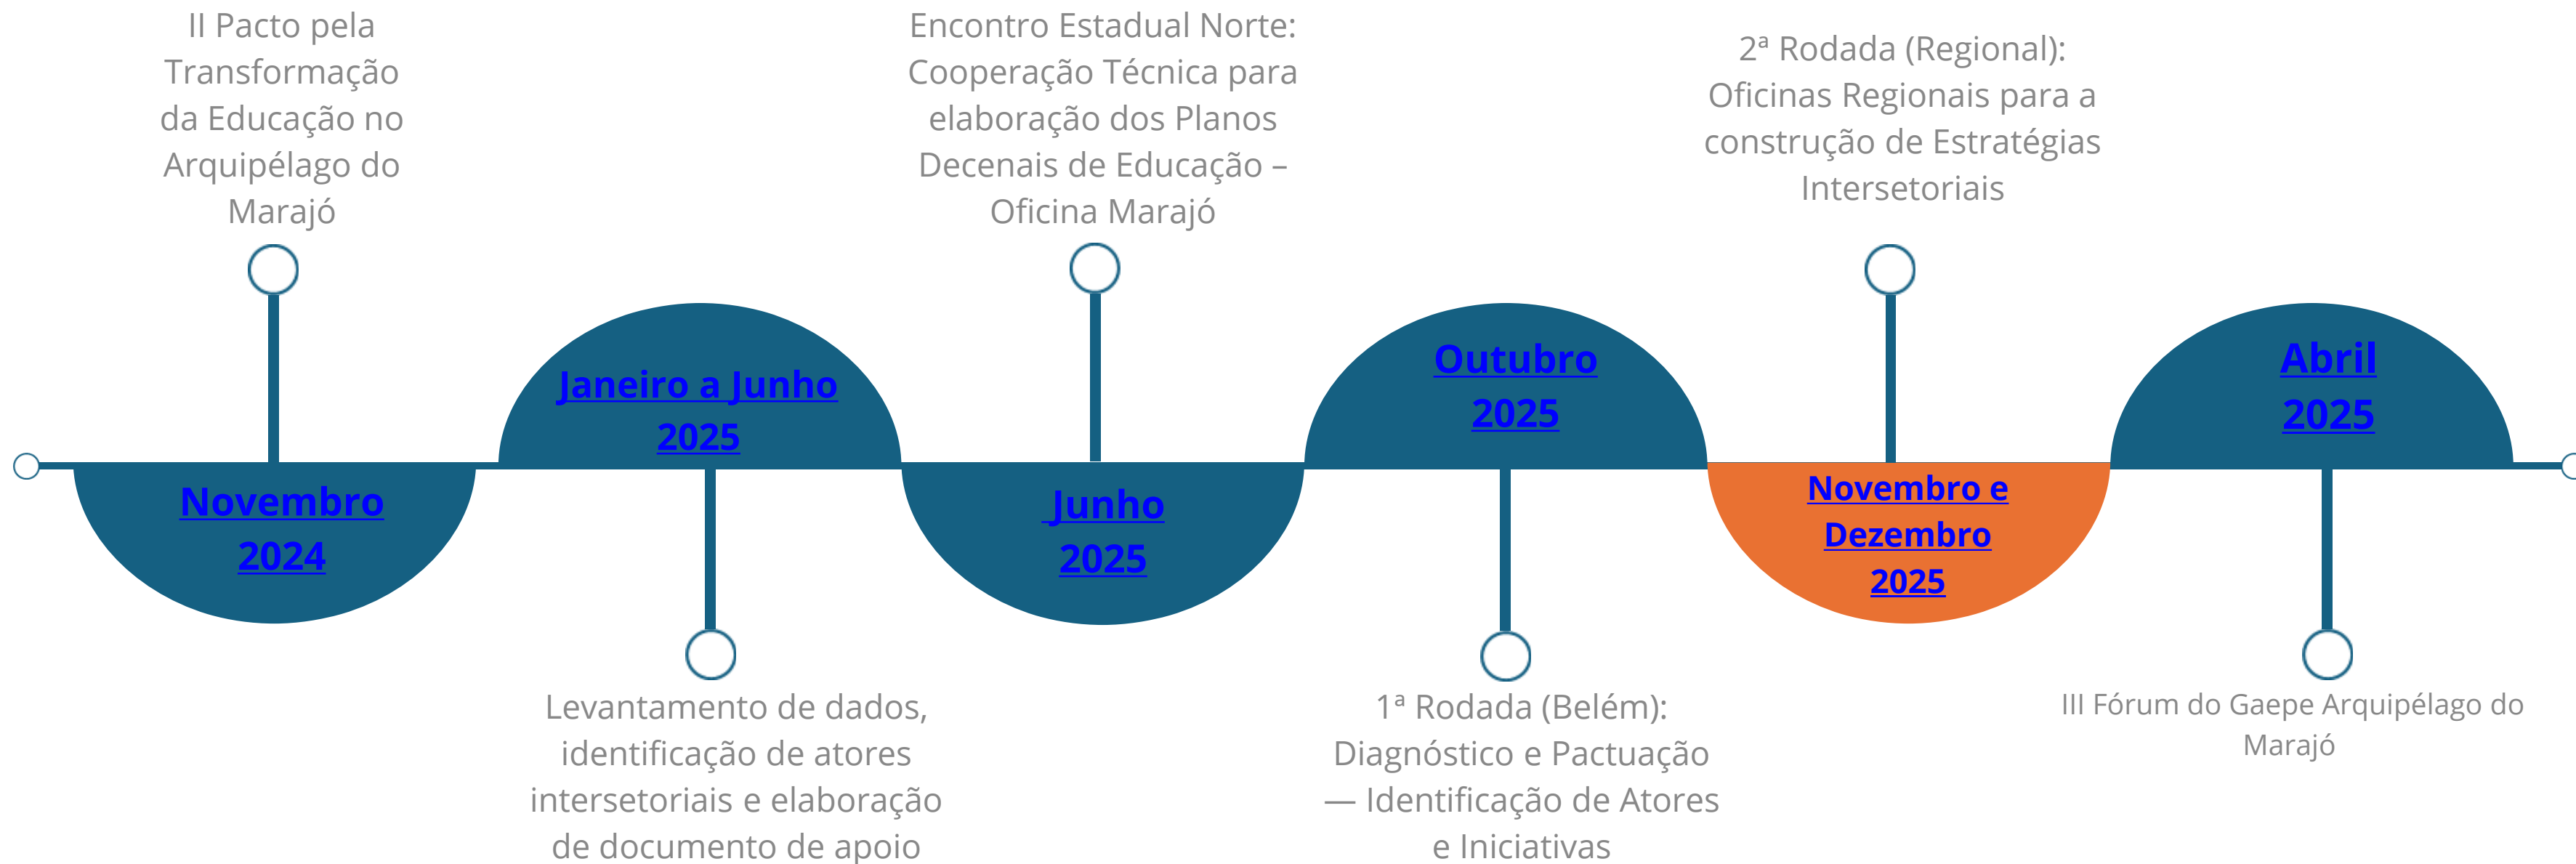 II Pacto pela
Transformação
da Educação no
Arquipélago do
Marajó
Novembro
2024
Janeiro a Junho
2025
Levantamento de dados,
identificação de atores
intersetoriais e elaboração
de documento de apoio
Encontro Estadual Norte:
Cooperação Técnica para
elaboração dos Planos
Decenais de Educação –
Oficina Marajó
Junho
2025
Outubro
2025
1ª Rodada (Belém):
Diagnóstico e Pactuação
— Identificação de Atores
e Iniciativas
2ª Rodada (Regional):
Oficinas Regionais para a
construção de Estratégias
Intersetoriais
Novembro e
Dezembro
2025
Abril
2025
III Fórum do Gaepe Arquipélago do
Marajó